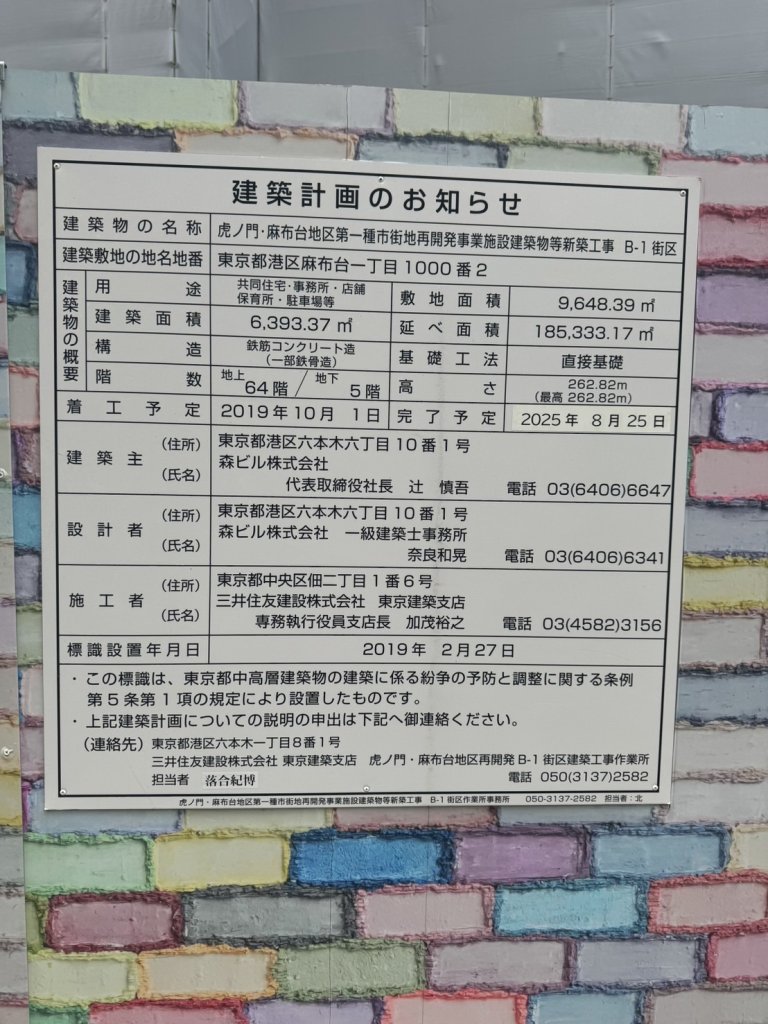 建築計画のお知らせ
建築物の名称 虎ノ門・麻布台地区第一種市街地再開発事業施設建築物等新築工事 B-1街区
建築敷地の地名地番 東京都港区麻布台一丁目1000番2
建築物の概要
用途 共同住宅・事務所・店舗
保育所・駐車場等
敷地面積 9,648.39㎡
建築面積 6,393.37㎡ 延べ面積 185,333.17㎡
構造 鉄筋コンクリート造
(一部鉄骨造)
基礎工法 直接基礎
階数 地上64階/地下5階 高さ 262.82m
(最高 262.82m)
着工予定 2019年10月 1日 完了予定 2025年 8月25日
建築主 (住所) 東京都港区六本木六丁目10番1号
(氏名) 森ビル株式会社
代表取締役社長 辻 慎吾 電話 03(6406)6647
設計者 (住所) 東京都港区六本木六丁目10番1号
(氏名) 森ビル株式会社 一級建築士事務所
奈良和晃 電話 03(6406)6341
施工者 (住所) 東京都中央区佃二丁目1番6号
(氏名) 三井住友建設株式会社 東京建築支店
専務執行役員支店長 加茂裕之 電話 03(4582)3156
標識設置年月日 2019年 2月27日
・この標識は、東京都中高層建築物の建築に係る紛争の予防と調整に関する条例
第5条第1項の規定により設置したものです。
・上記建築計画についての説明の申出は下記へ御連絡ください。
(連絡先) 東京都港区六本木一丁目8番1号
三井住友建設株式会社 東京建築支店 虎ノ門・麻布台地区再開発B-1街区建築工事作業所
担当者 落合紀博 電話 050(3137)2582
虎ノ門・麻布台地区第一種市街地再開発事業施設建築物等新築工事 B-1街区作業所事務所 050-3137-2582 担当者:北